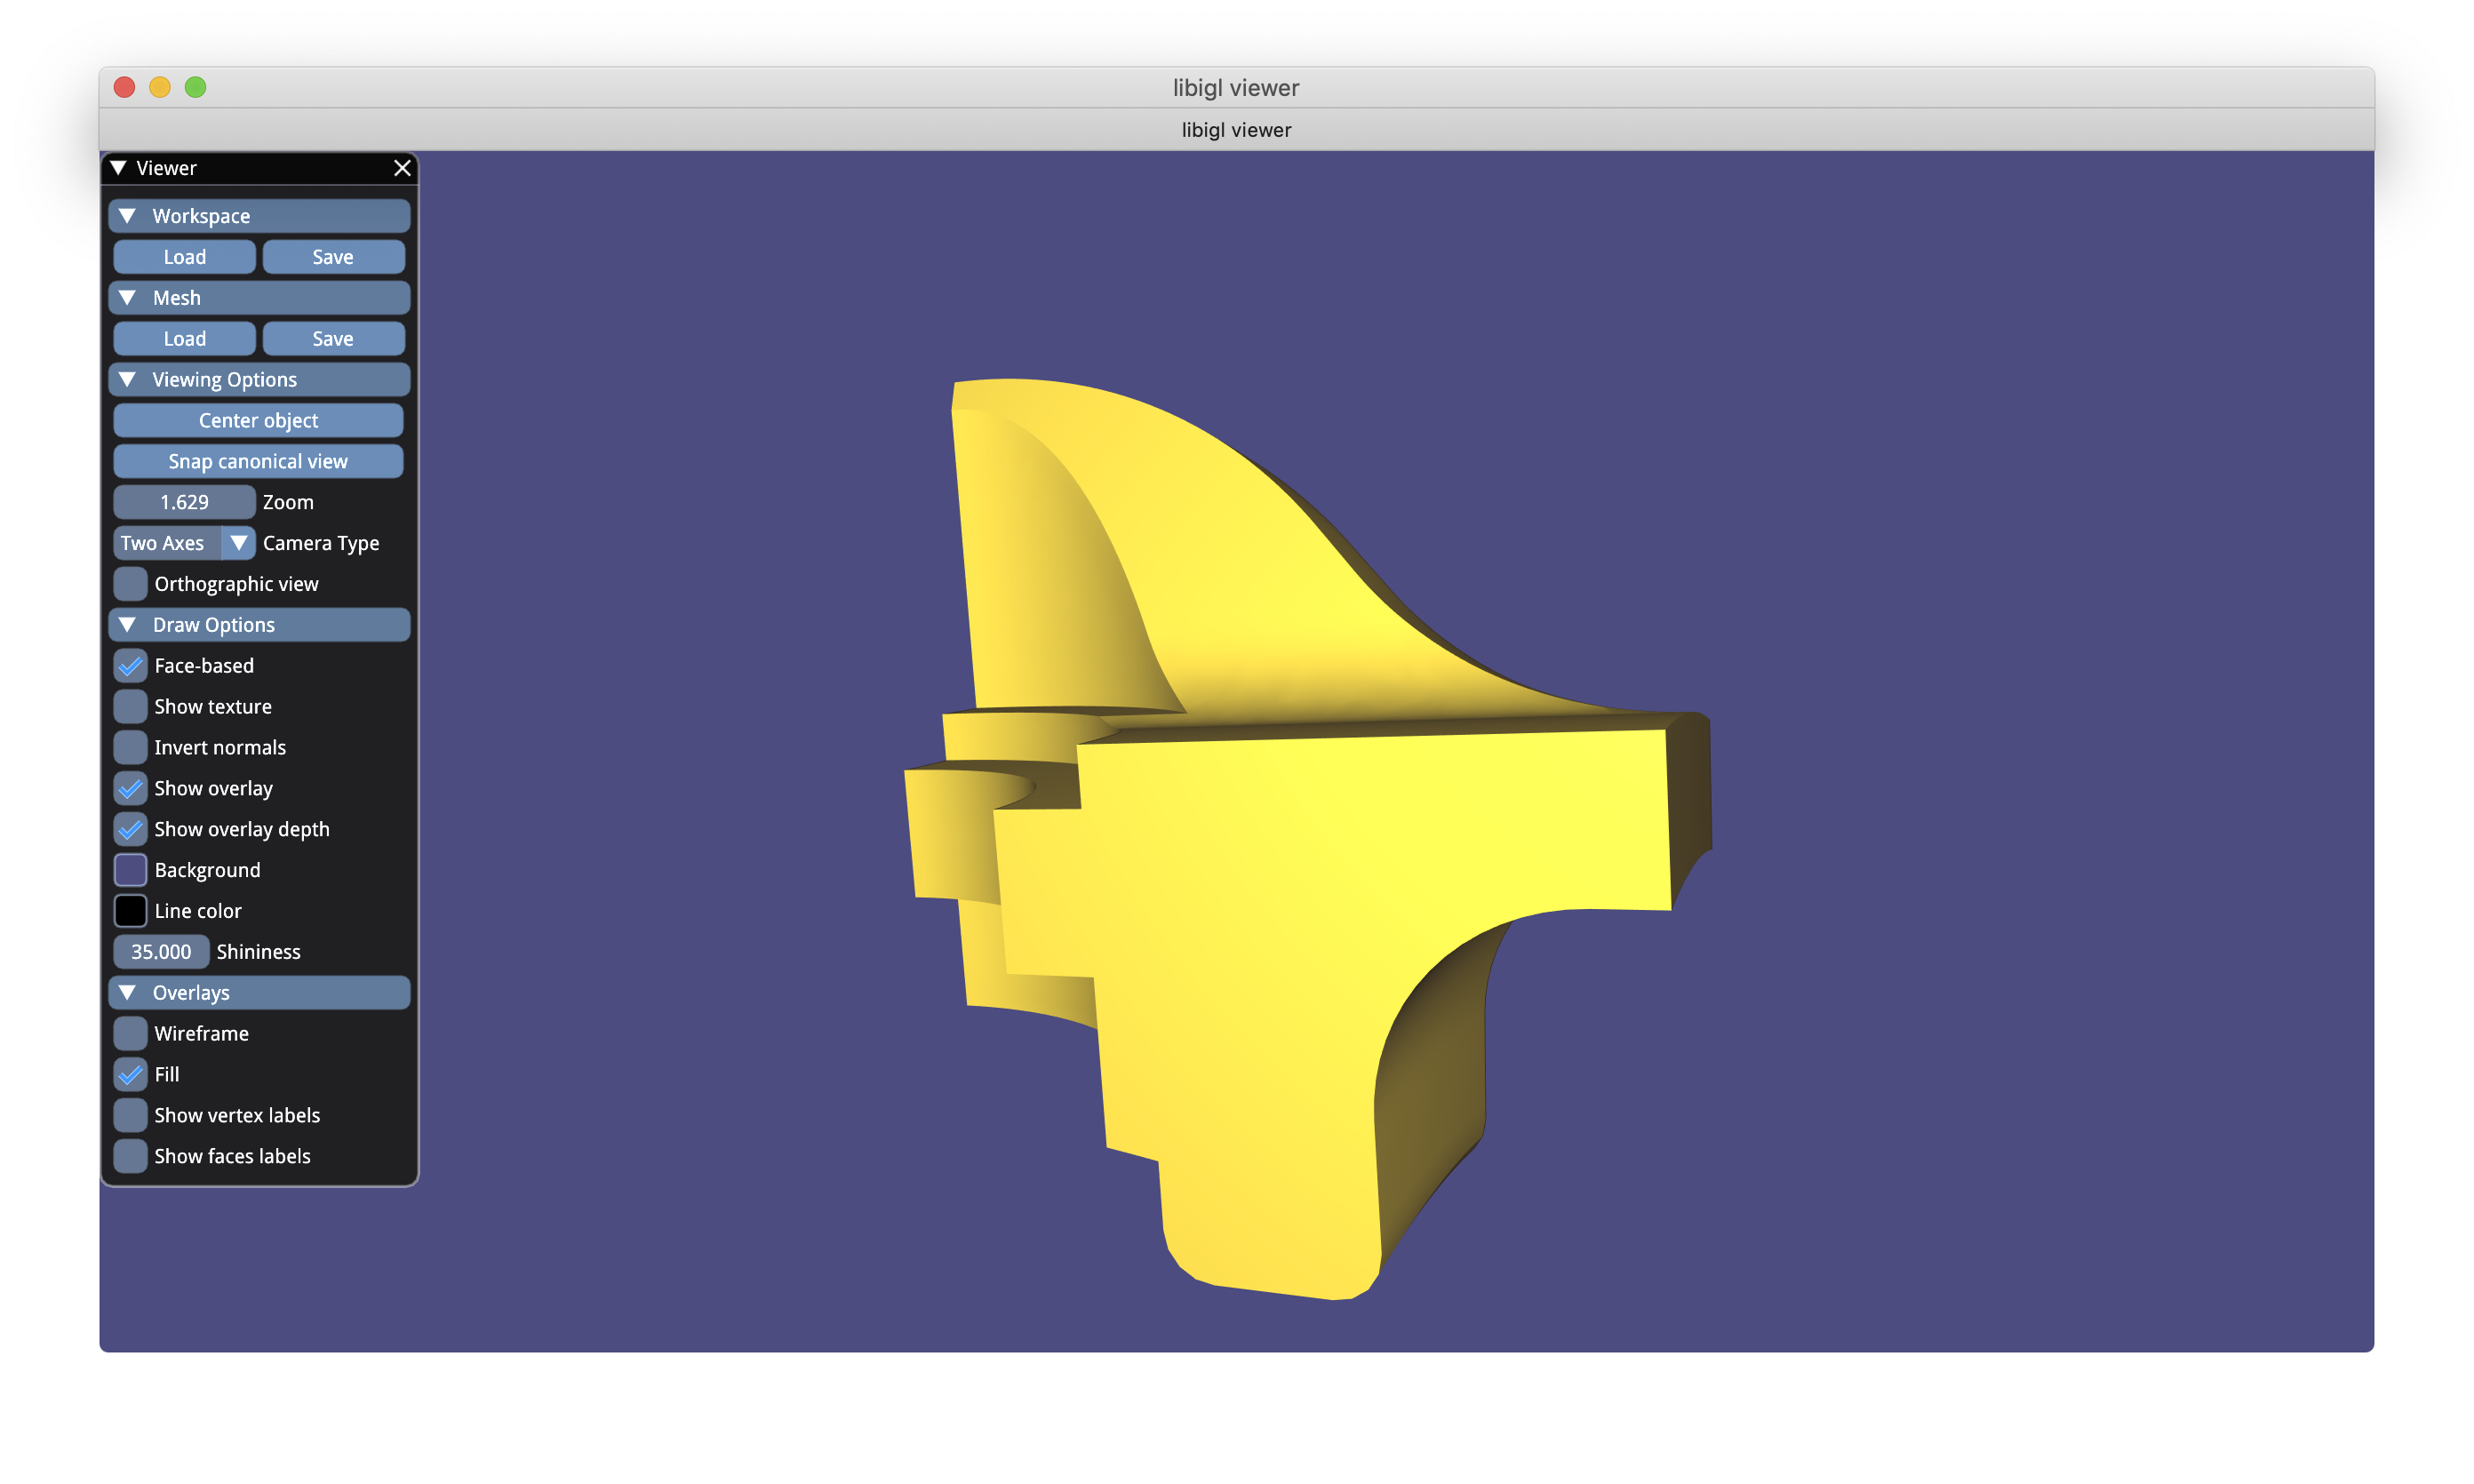 libigl viewer
libigl viewer
Viewer
Workspace
Load Save
Mesh
Load Save
Viewing Options
Center object
Snap canonical view
1.629 Zoom
Two Axes Camera Type
Orthographic view
Draw Options
Face-based
Show texture
Invert normals
Show overlay
Show overlay depth
Background
Line color
35.000 Shininess
Overlays
Wireframe
Fill
Show vertex labels
Show faces labels